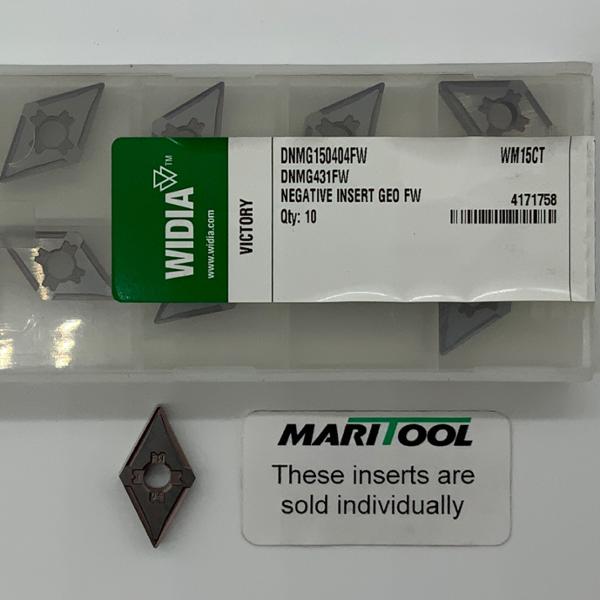 WIDIA™
www.widia.com
VICTORY
DNMG150404FW WM15CT
DNMG431FW
NEGATIVE INSERT GEO FW 4171758
Qty: 10
MARITOOL
These inserts are
sold individually